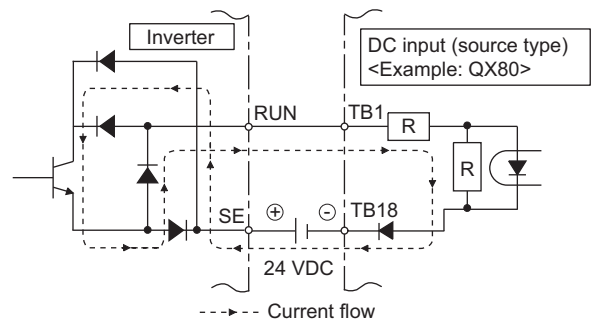 Inverter
DC input (source type)
<Example: QX80>
RUN
TB1
R
R
SE
⊕
⊖
TB18
24 VDC
Current flow